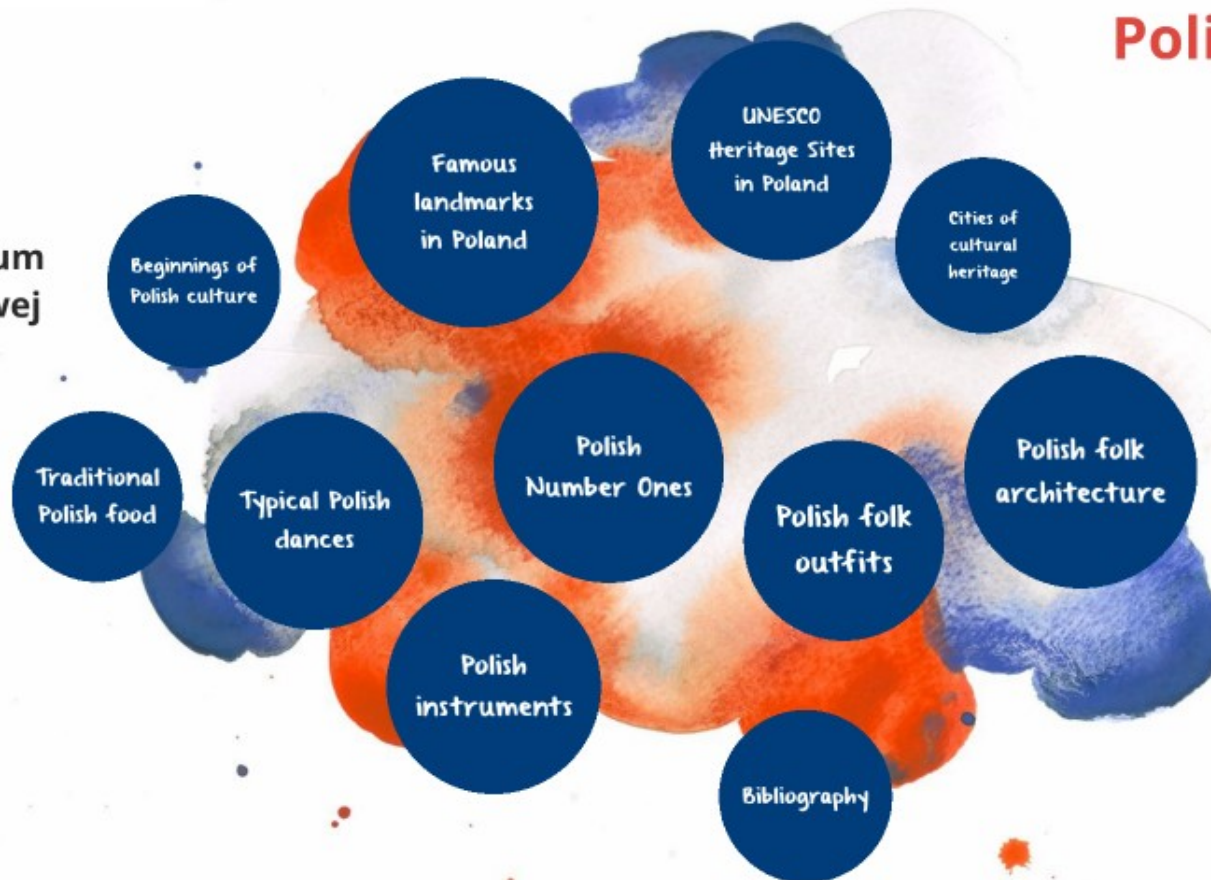 Poli
um
wej
Beginnings of
Polish culture
Famous
landmarks
in Poland
UNESCO
Heritage Sites
in Poland
Cities of
cultural
heritage
Traditional
Polish food
Typical Polish
dances
Polish
Number Ones
Polish folk
outfits
Polish folk
architecture
Polish
instruments
Bibliography